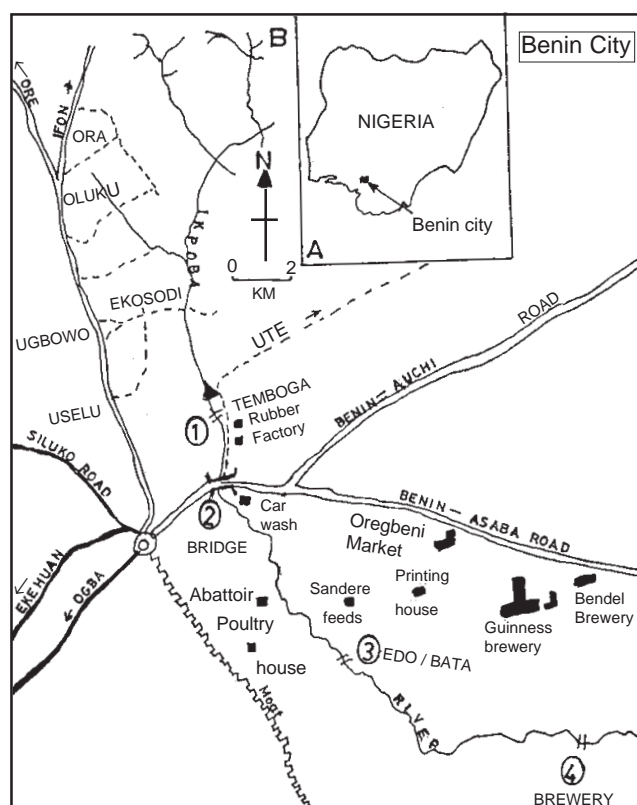 Benin City
B
NIGERIA
Benin city
A
ORE
IFON
ORA
OLUKU
IKPOBA
N
0 2
KM
EKOSODI
UGBOWO
USELU
UTE
TEMBOGA
Rubber
Factory
1
BENIN-AUCHI
ROAD
SILUKO ROAD
2
BRIDGE
Car
wash
BENIN-
ASABA ROAD
Oregbeni
Market
EKEHUAN
OGBA
Abattoir
Poultry
house
Sandere
feeds
Printing
house
Guinness
brewery
Bendel
Brewery
3
EDO / BATA
Moat
RIVER
4
BREWERY